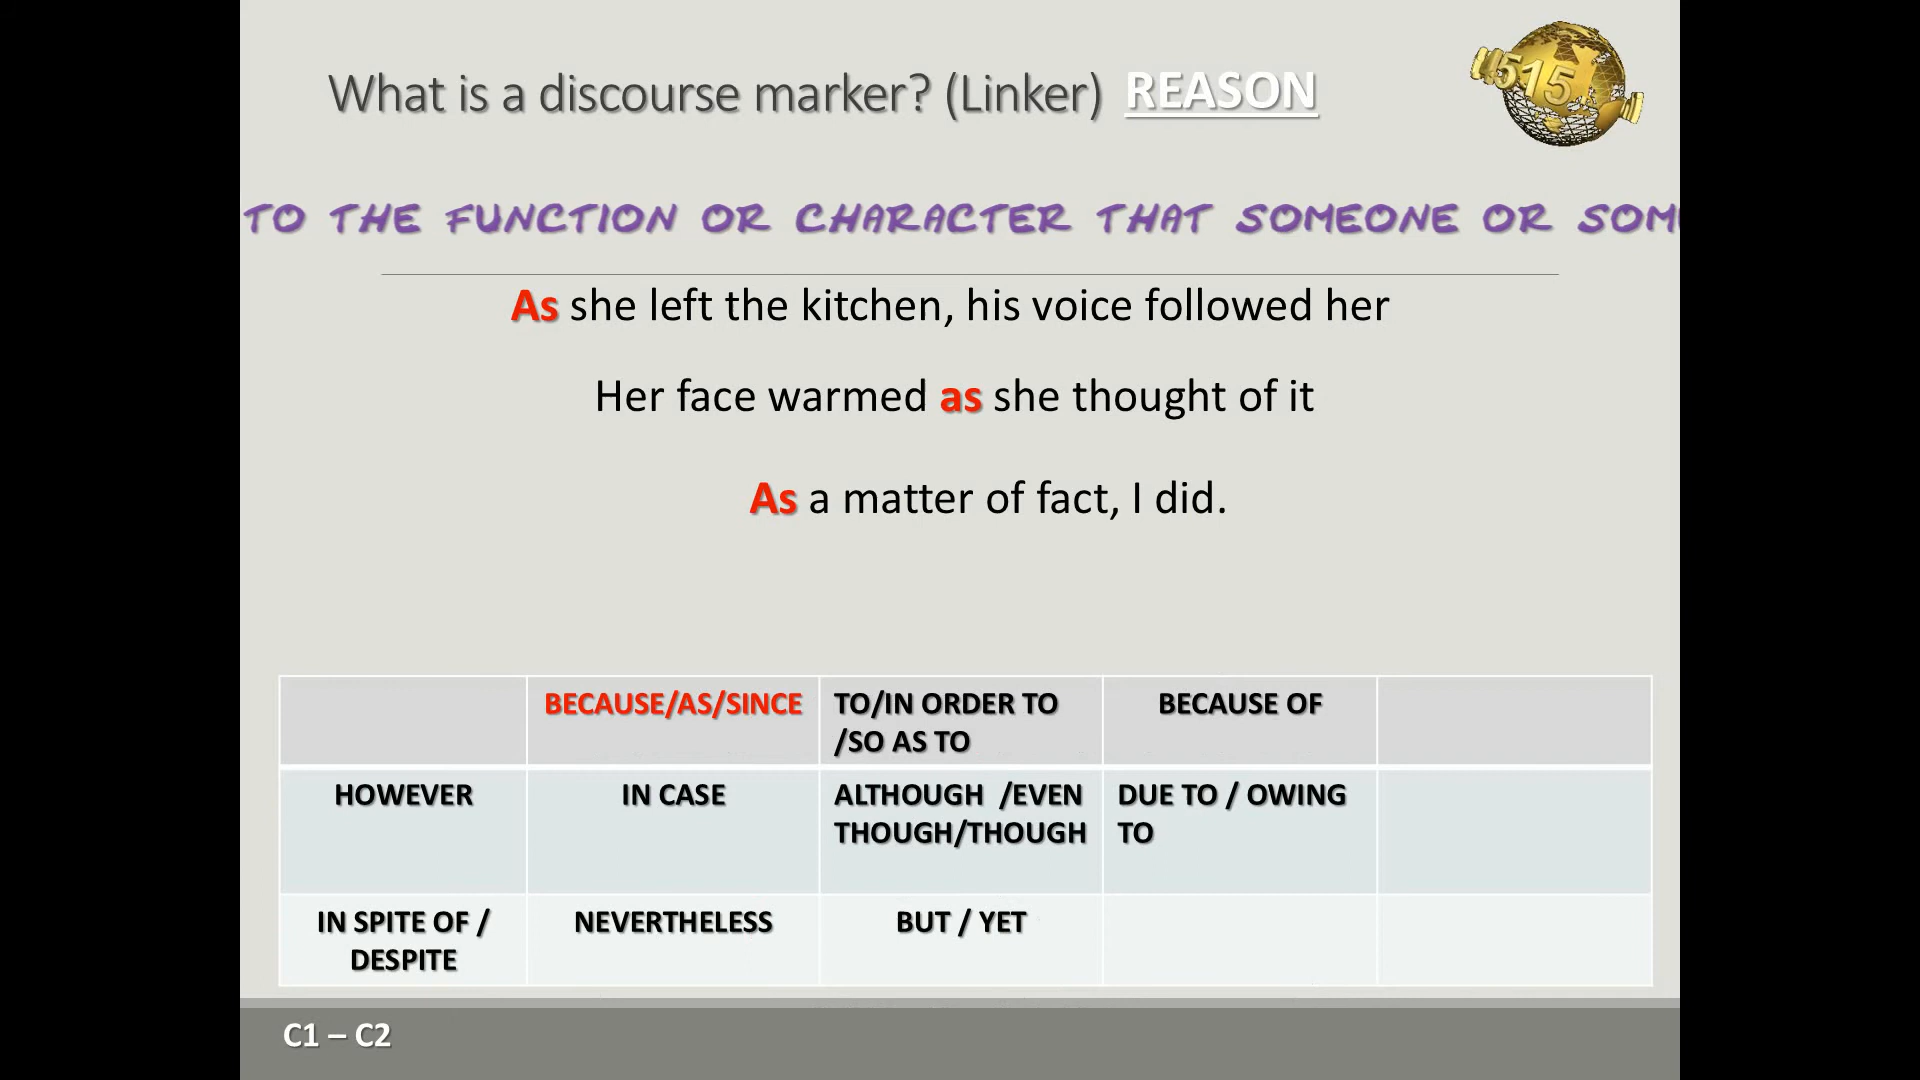 What is a discourse marker? (Linker) REASON
4515
TO THE FUNCTION OR CHARACTER THAT SOMEONE OR SOM
As she left the kitchen, his voice followed her
Her face warmed as she thought of it
As a matter of fact, I did.
BECAUSE/AS/SINCE
TO/IN ORDER TO
/SO AS TO
BECAUSE OF
HOWEVER
IN CASE
ALTHOUGH /EVEN
THOUGH/THOUGH
DUE TO / OWING
TO
IN SPITE OF /
DESPITE
NEVERTHELESS
BUT / YET
C1 – C2